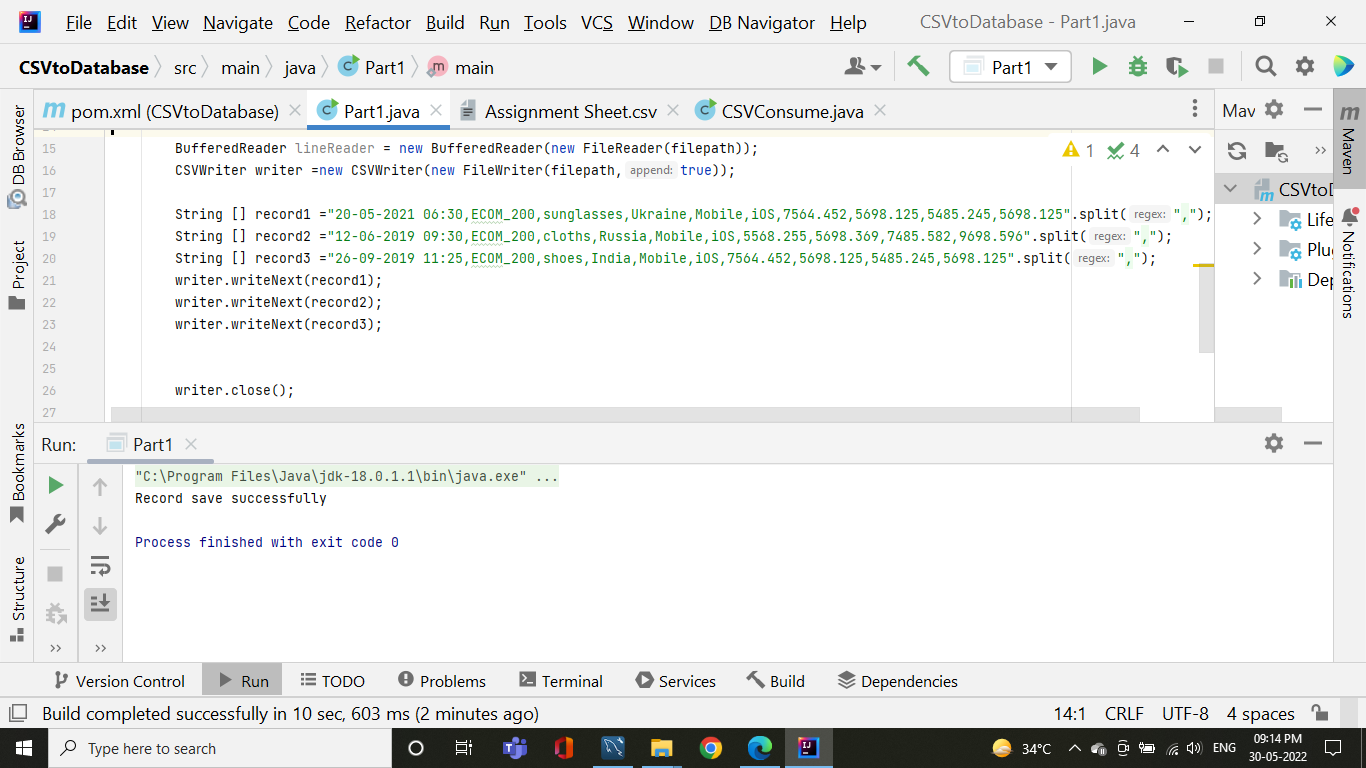 File Edit View Navigate Code Refactor Build Run Tools VCS Window DB Navigator Help CSVtoDatabase - Part1.java
CSVtoDatabase src main java Part1 main Part1
pom.xml (CSVtoDatabase) Part1.java Assignment Sheet.csv CSVConsume.java Mav
DB Browser
Project
Bookmarks
Structure
15 BufferedReader lineReader = new BufferedReader(new FileReader(filepath)); 1 4
16 CSVWriter writer =new CSVWriter(new FileWriter(filepath, append: true));
17
18 String [] record1 ="20-05-2021 06:30,ECOM_200,sunglasses,Ukraine,Mobile,iOS,7564.452,5698.125,5485.245,5698.125".split( regex: ",");
19 String [] record2 ="12-06-2019 09:30,ECOM_200,cloths,Russia,Mobile,iOS,5568.255,5698.369,7485.582,9698.596".split( regex: ",");
20 String [] record3 ="26-09-2019 11:25,ECOM_200,shoes,India,Mobile,iOS,7564.452,5698.125,5485.245,5698.125".split( regex: ",");
21 writer.writeNext(record1);
22 writer.writeNext(record2);
23 writer.writeNext(record3);
24
25
26 writer.close();
27
CSVtoD
Life
Plug
Dep
Maven
Notifications
Run: Part1
"C:\Program Files\Java\jdk-18.0.1.1\bin\java.exe" ...
Record save successfully
Process finished with exit code 0
Version Control Run TODO Problems Terminal Services Build Dependencies
Build completed successfully in 10 sec, 603 ms (2 minutes ago) 14:1 CRLF UTF-8 4 spaces
Type here to search 34°C ENG 09:14 PM
30-05-2022